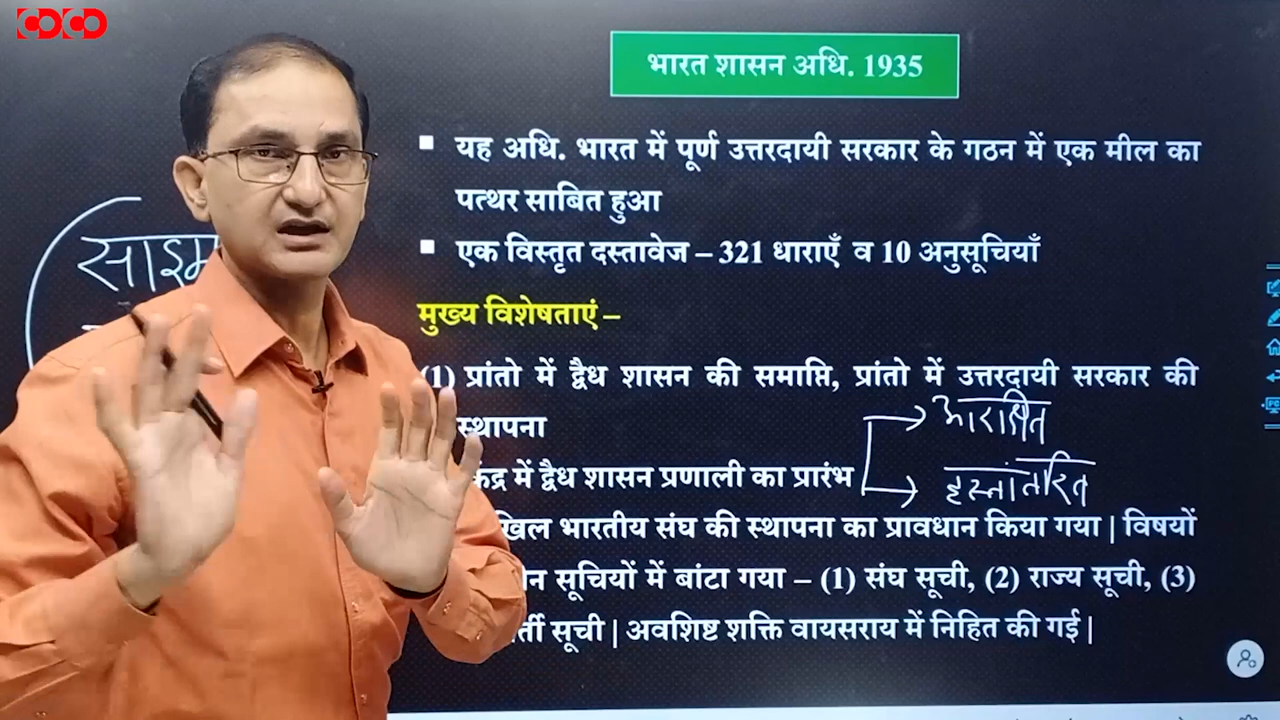 COCO
भारत शासन अधि. 1935
▪ यह अधि. भारत में पूर्ण उत्तरदायी सरकार के गठन में एक मील का
पत्थर साबित हुआ
▪ एक विस्तृत दस्तावेज – 321 धाराएँ व 10 अनुसूचियाँ
साइम
मुख्य विशेषताएं –
(1) प्रांतो में द्वैध शासन की समाप्ति, प्रांतो में उत्तरदायी सरकार की
स्थापना
आरक्षित
केंद्र में द्वैध शासन प्रणाली का प्रारंभ
हस्तांतरित
खिल भारतीय संघ की स्थापना का प्रावधान किया गया | विषयों
न सूचियों में बांटा गया – (1) संघ सूची, (2) राज्य सूची, (3)
र्ती सूची | अवशिष्ट शक्ति वायसराय में निहित की गई |